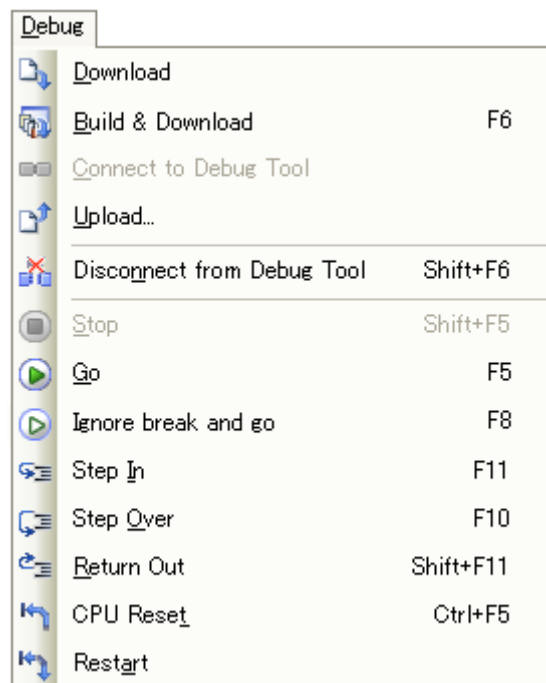 Debug
Download
Build & Download F6
Connect to Debug Tool
Upload...
Disconnect from Debug Tool Shift+F6
Stop Shift+F5
Go F5
Ignore break and go F8
Step In F11
Step Over F10
Return Out Shift+F11
CPU Reset Ctrl+F5
Restart